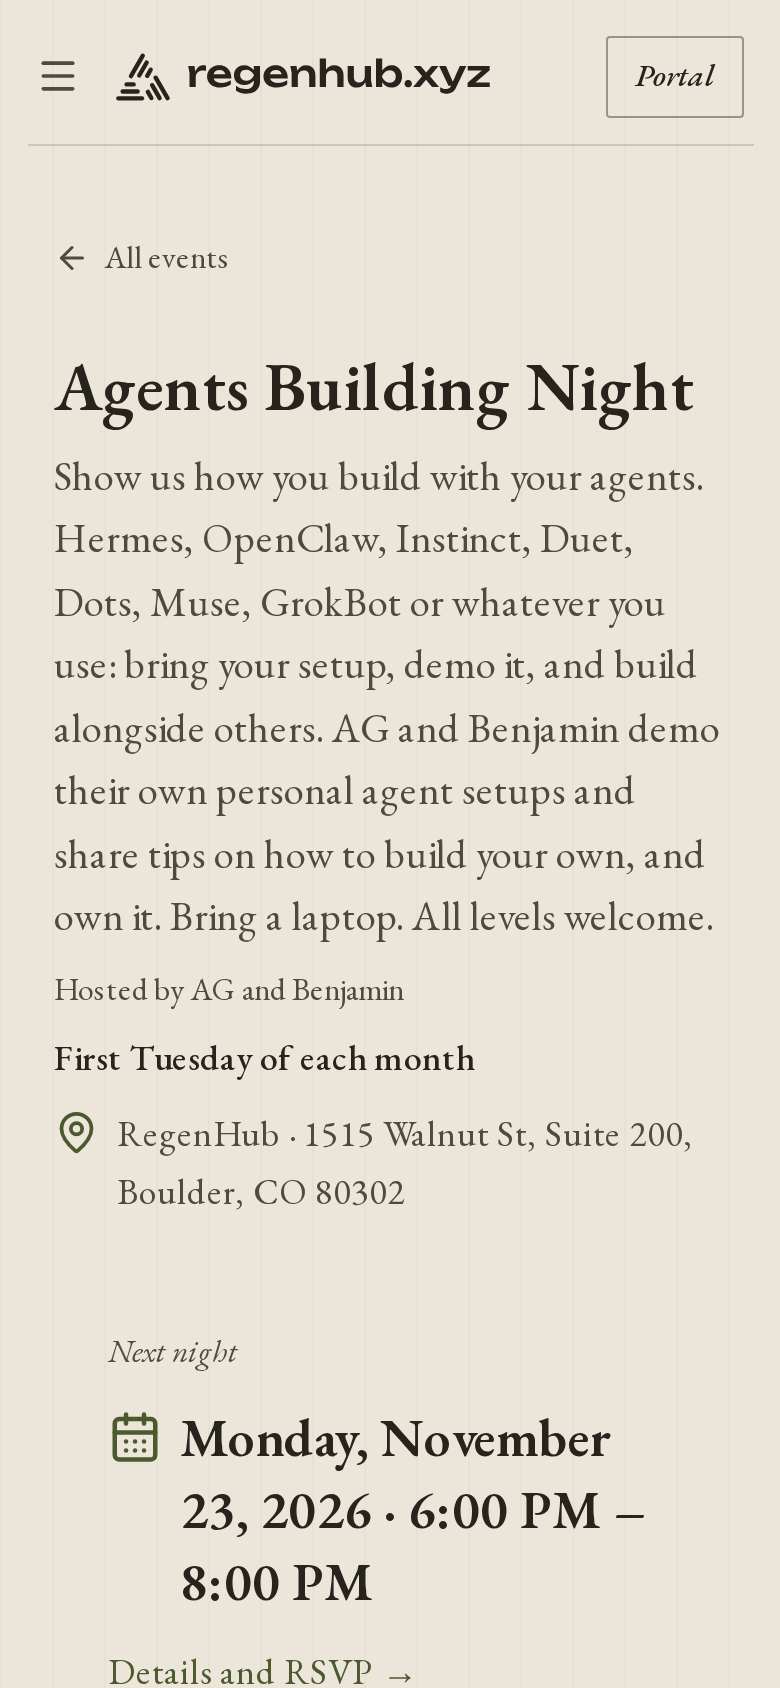 regenhub.xyz
Portal
All events
Agents Building Night
Show us how you build with your agents.
Hermes, OpenClaw, Instinct, Duet,
Dots, Muse, GrokBot or whatever you
use: bring your setup, demo it, and build
alongside others. AG and Benjamin demo
their own personal agent setups and
share tips on how to build your own, and
own it. Bring a laptop. All levels welcome.
Hosted by AG and Benjamin
First Tuesday of each month
RegenHub · 1515 Walnut St, Suite 200,
Boulder, CO 80302
Next night
Monday, November
23, 2026 · 6:00 PM –
8:00 PM
Details and RSVP →